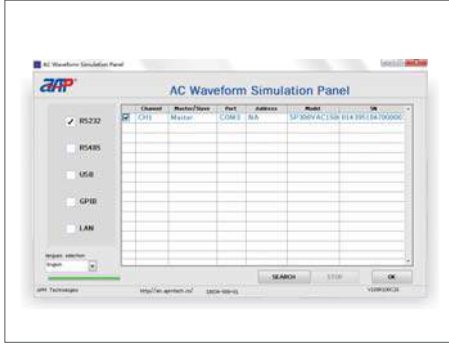 AC Waveform Simulation Panel
AC Waveform Simulation Panel
Channel Master/Slave Port Address Model SN
CH1 Master COM3 NA
RS232
RS485
USB
GPIB
LAN
English
SEARCH STOP OK
APM Technologies